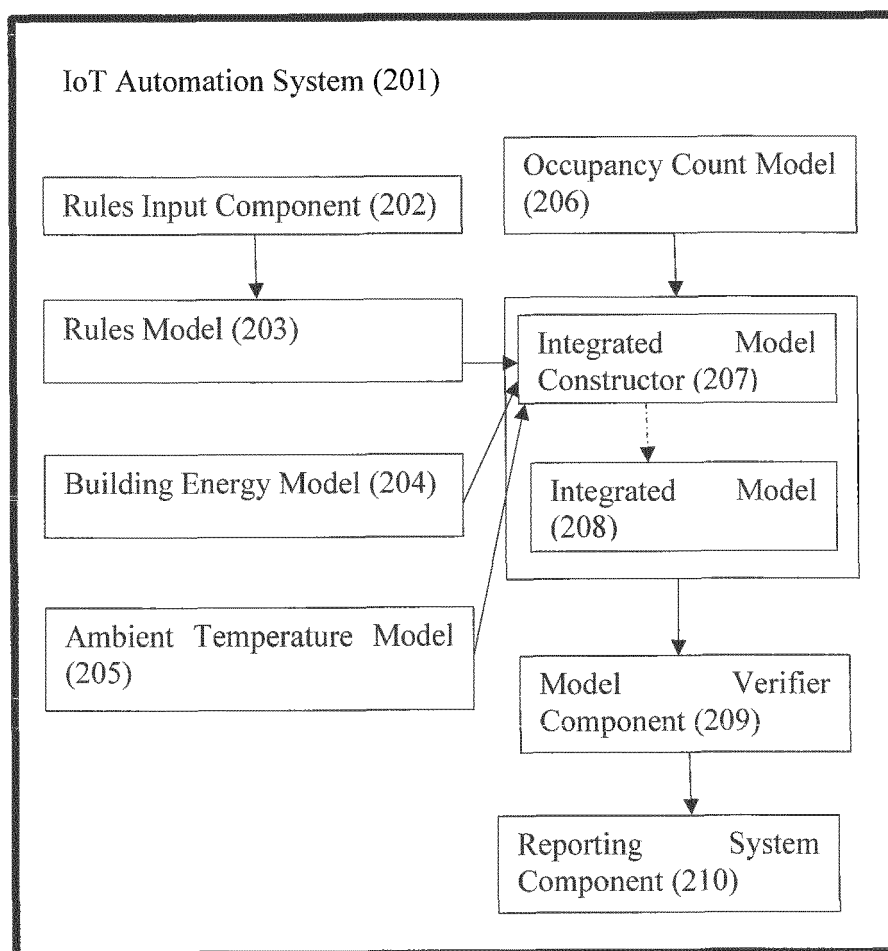 IoT Automation System (201)
Rules Input Component (202)
Occupancy Count Model
(206)
Rules Model (203)
Integrated Model
Constructor (207)
Building Energy Model (204)
Integrated Model
(208)
Ambient Temperature Model
(205)
Model Verifier
Component (209)
Reporting System
Component (210)